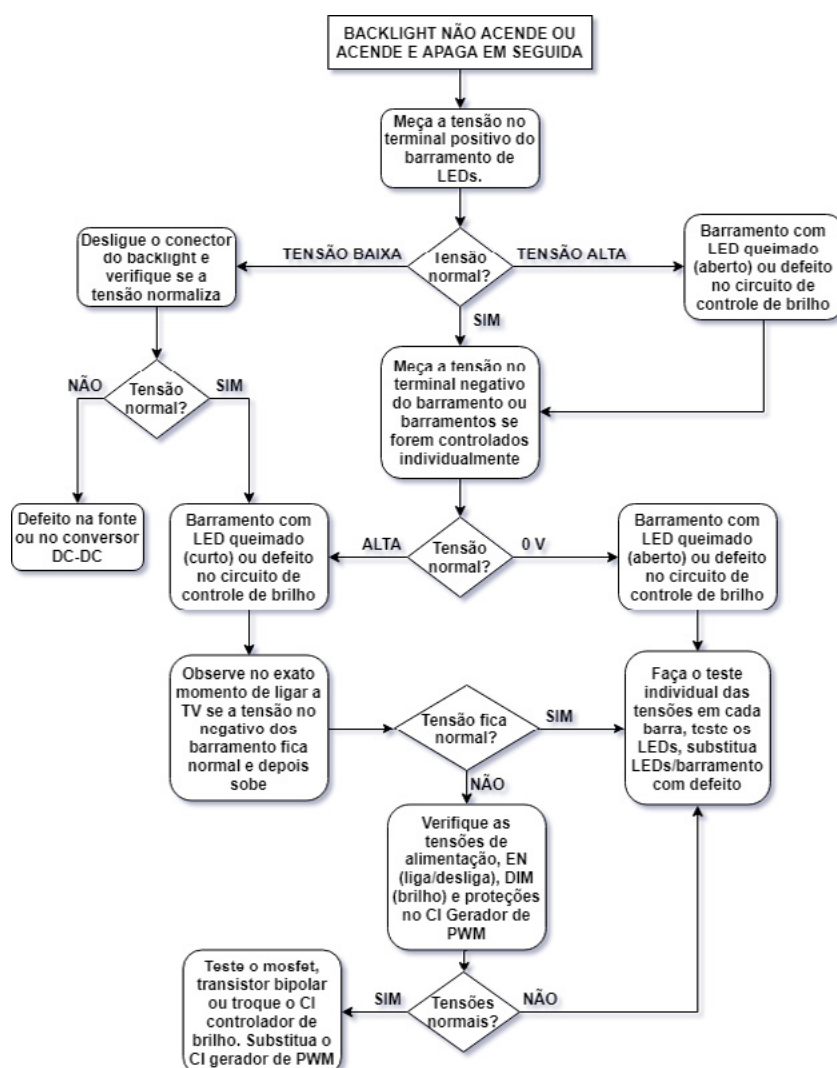 BACKLIGHT NÃO ACENDE OU
ACENDE E APAGA EM SEGUIDA
Meça a tensão no
terminal positivo do
barramento de
LEDs.
Desligue o conector
do backlight e
verifique se a
tensão normaliza
TENSÃO BAIXA
Tensão
normal?
TENSÃO ALTA
Barramento com
LED queimado
(aberto) ou defeito
no circuito de
controle de brilho
SIM
Meça a tensão no
terminal negativo
do barramento ou
barramentos se
forem controlados
individualmente
NÃO
Tensão
normal?
SIM
Defeito na fonte
ou no conversor
DC-DC
Barramento com
LED queimado
(curto) ou defeito
no circuito de
controle de brilho
ALTA
Tensão
normal?
0 V
Barramento com
LED queimado
(aberto) ou defeito
no circuito de
controle de brilho
Observe no exato
momento de ligar a
TV se a tensão no
negativo dos
barramento fica
normal e depois
sobe
Tensão fica
normal?
SIM
Faça o teste
individual das
tensões em cada
barra, teste os
LEDs, substitua
LEDs/barramento
com defeito
NÃO
Verifique as
tensões de
alimentação, EN
(liga/desliga), DIM
(brilho) e proteções
no CI Gerador de
PWM
Teste o mosfet,
transistor bipolar
ou troque o CI
controlador de
brilho. Substitua o
CI gerador de PWM
SIM
Tensões
normais?
NÃO